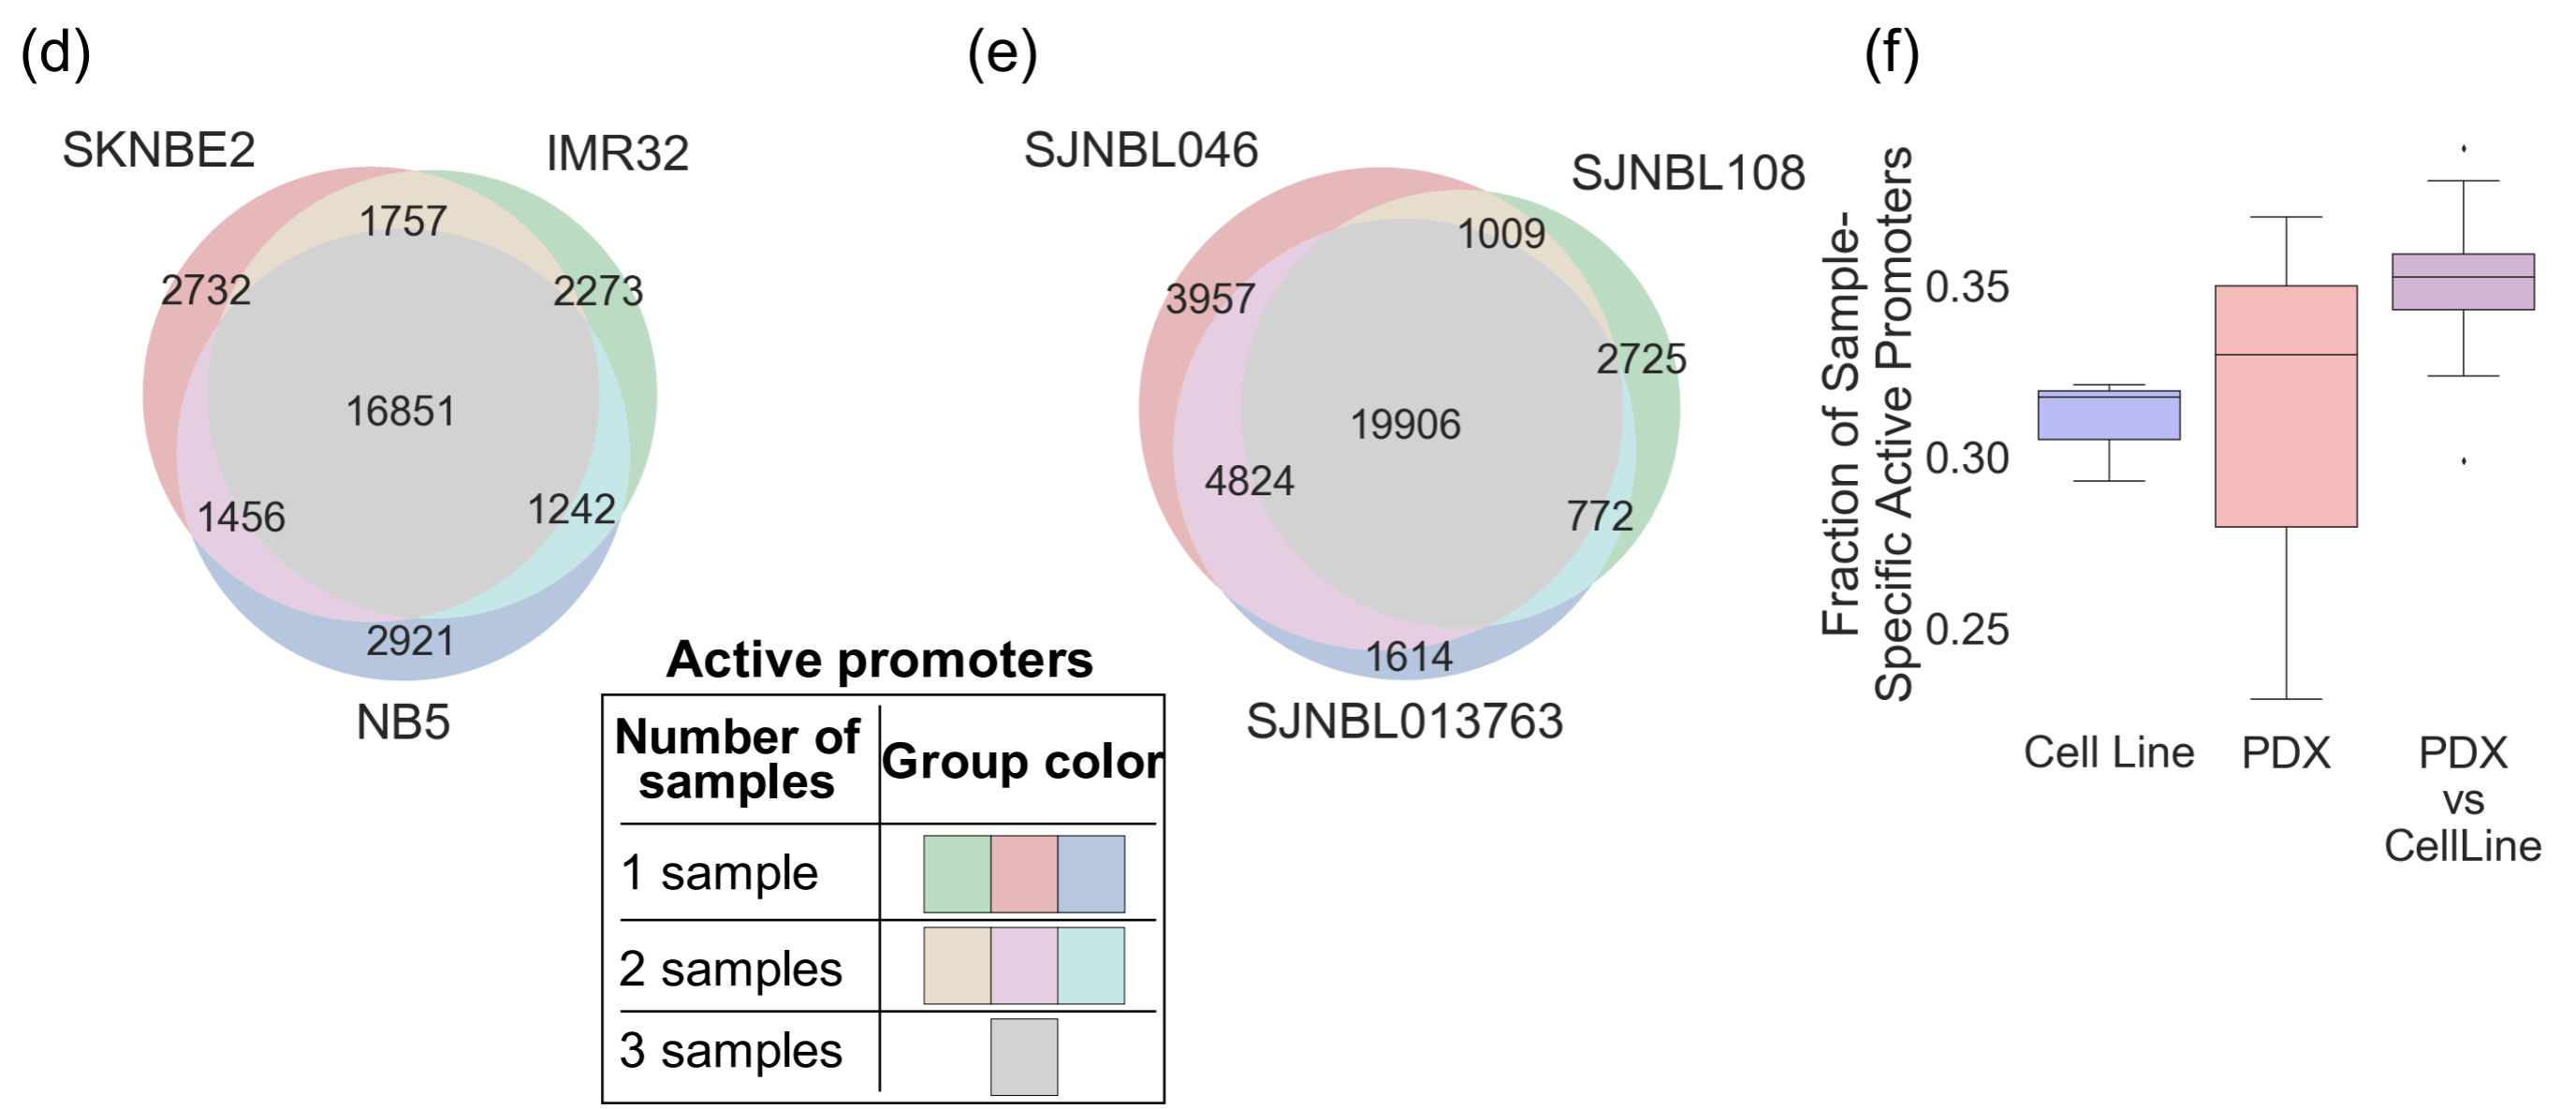 (d)
SKNBE2
IMR32
1757
2732
2273
16851
1456
1242
2921
NB5
Active promoters
Number of
samples
Group color
1 sample
2 samples
3 samples
(e)
SJNBL046
SJNBL108
1009
3957
2725
19906
4824
772
1614
SJNBL013763
(f)
Fraction of Sample-
Specific Active Promoters
0.35
0.30
0.25
Cell Line
PDX
PDX
vs
CellLine